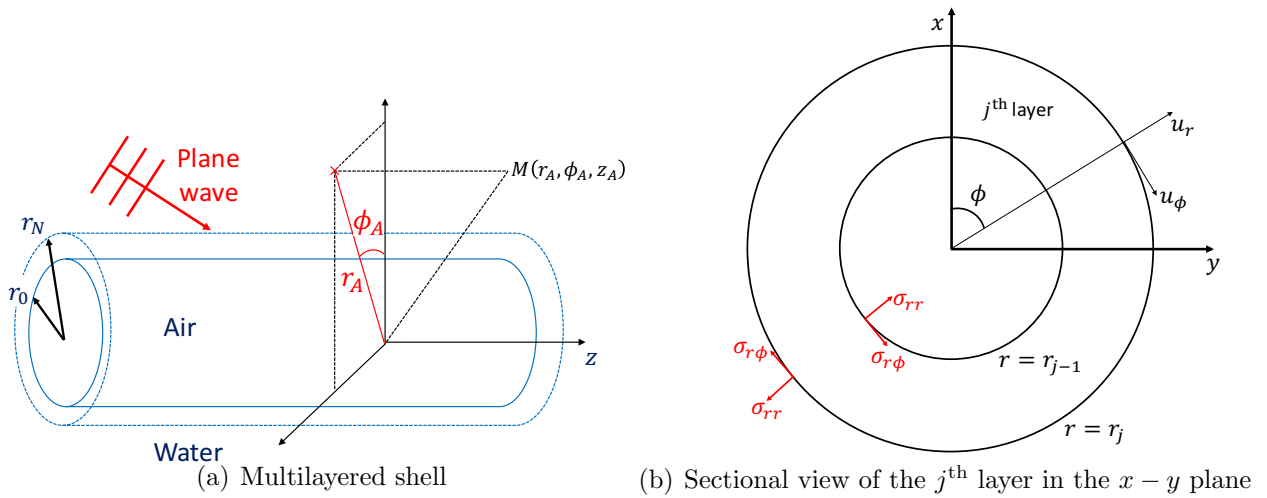 Plane
wave
M(r_A, ϕ_A, z_A)
r_N
ϕ_A
r_0
r_A
Air
z
Water
(a) Multilayered shell
x
j^th layer
u_r
ϕ
u_ϕ
y
σ_rr
σ_rϕ
σ_rϕ
r = r_{j−1}
σ_rr
r = r_j
(b) Sectional view of the j^th layer in the x − y plane